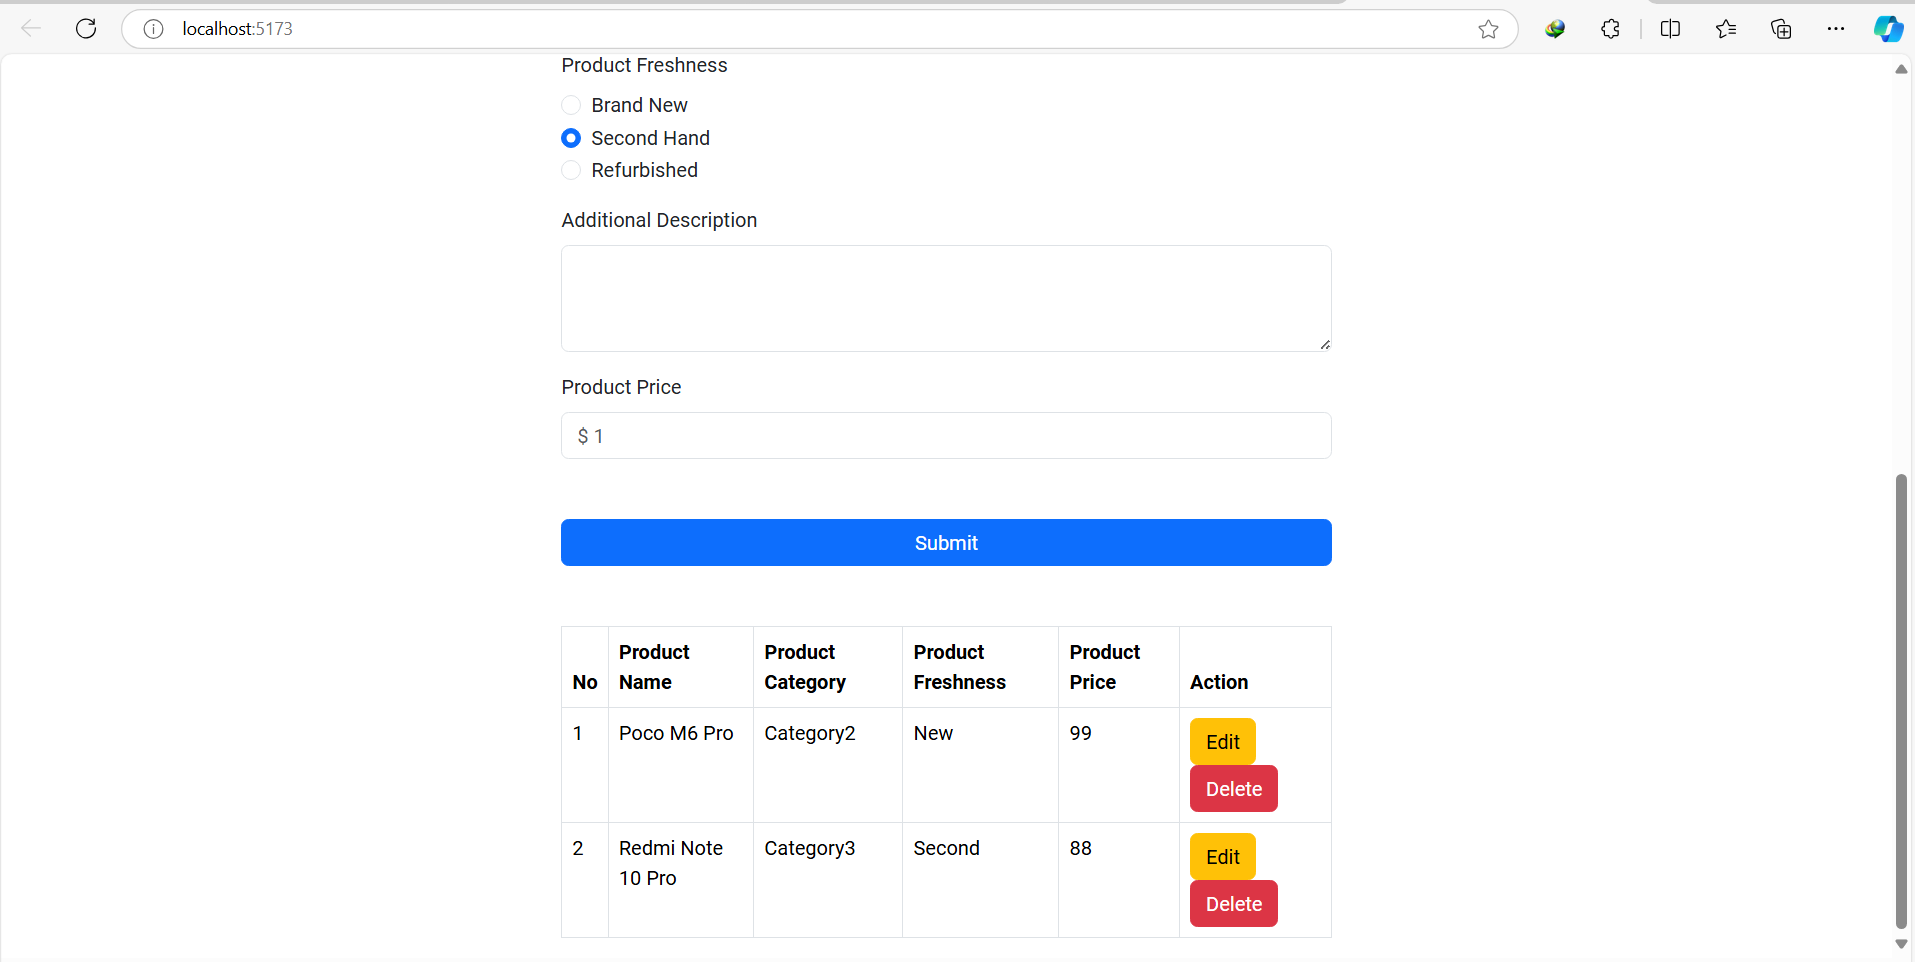 localhost:5173
Product Freshness
Brand New
Second Hand
Refurbished
Additional Description
Product Price
$ 1
Submit
No Product Name Product Category Product Freshness Product Price Action
1 Poco M6 Pro Category2 New 99 Edit
Delete
2 Redmi Note 10 Pro Category3 Second 88 Edit
Delete